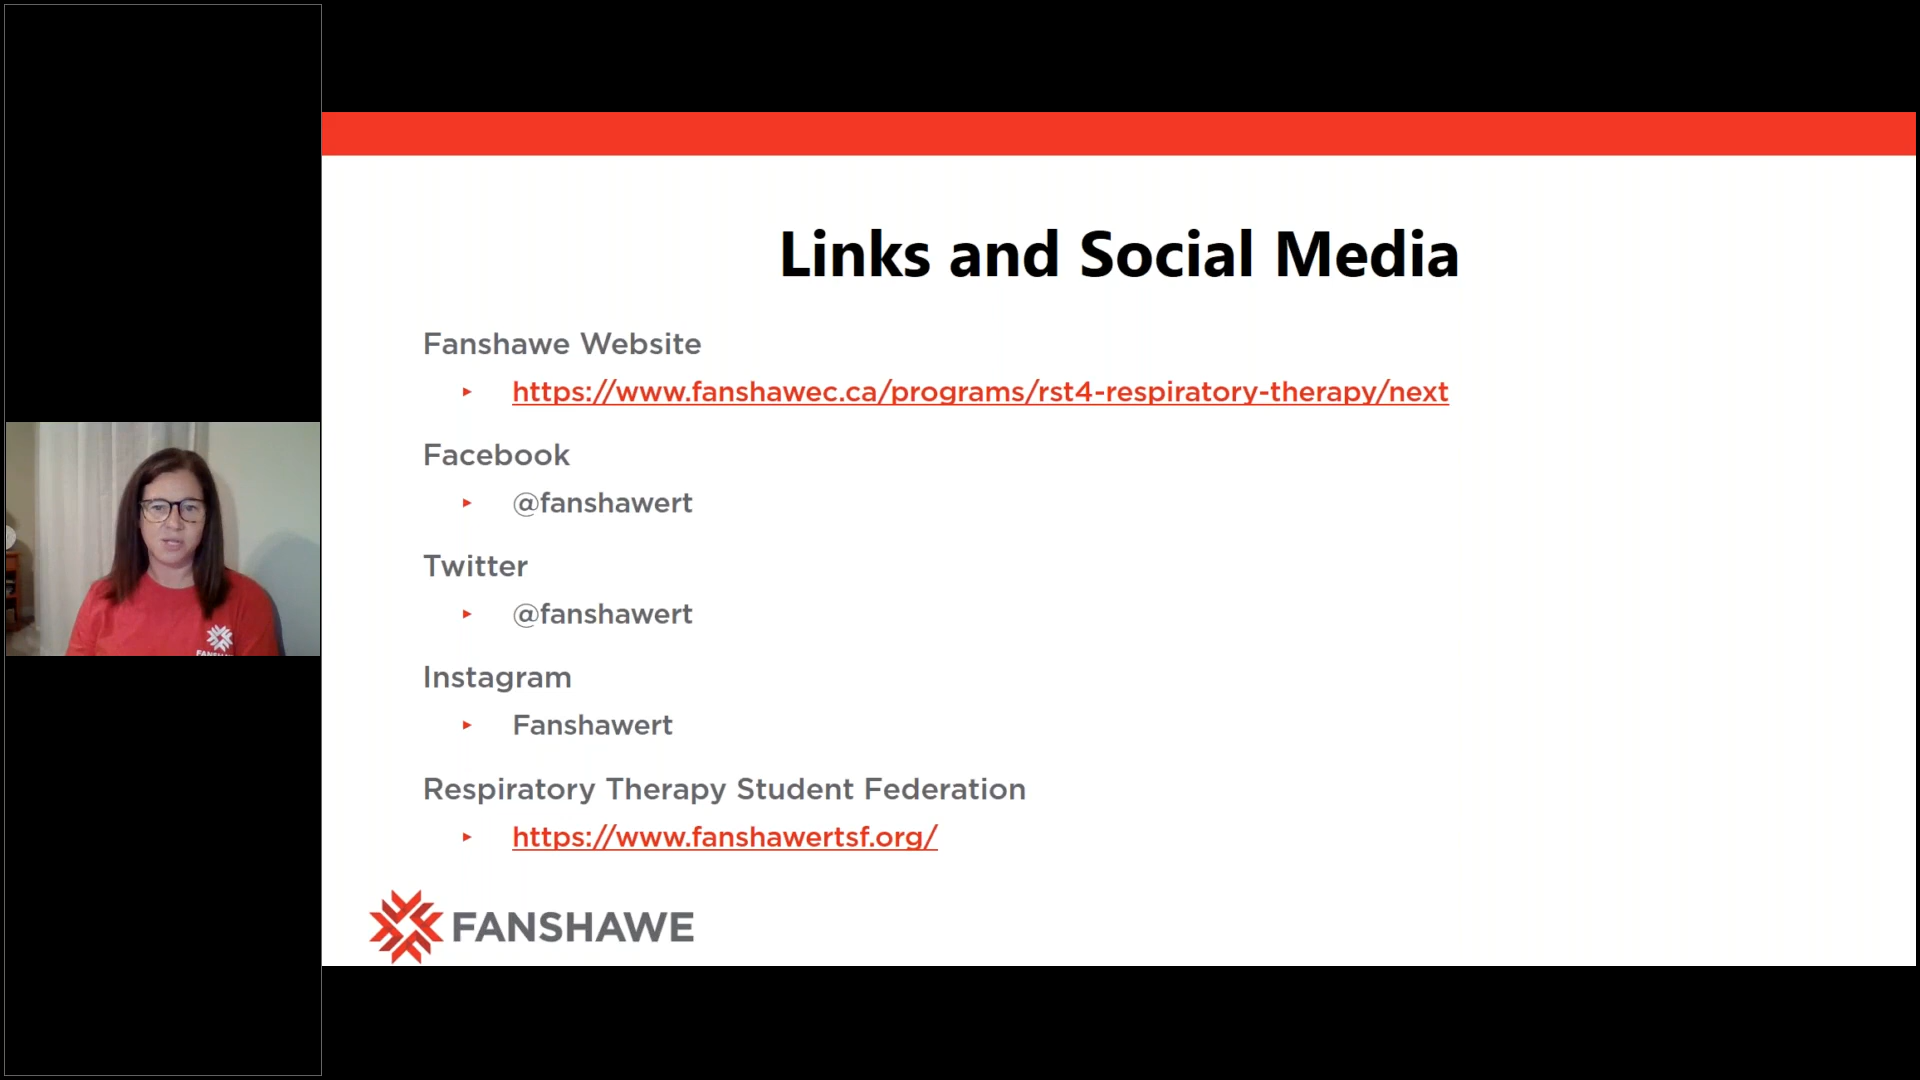 Links and Social Media
Fanshawe Website
https://www.fanshawec.ca/programs/rst4-respiratory-therapy/next
Facebook
@fanshawert
Twitter
@fanshawert
Instagram
Fanshawert
Respiratory Therapy Student Federation
https://www.fanshawertsf.org/
FANSHAWE